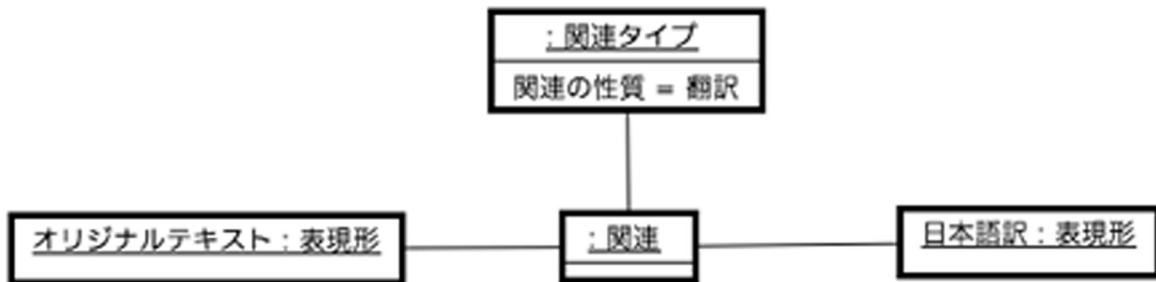 : 関連タイプ
関連の性質 = 翻訳
オリジナルテキスト : 表現形
: 関連
日本語訳 : 表現形